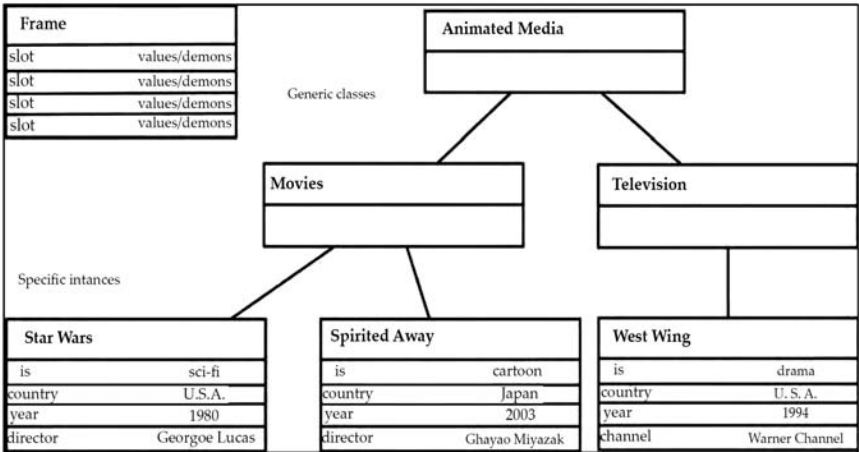 Frame
slot values/demons
slot values/demons
slot values/demons
slot values/demons
Animated Media
Generic classes
Movies
Television
Specific intances
Star Wars
is sci-fi
country U.S.A.
year 1980
director Georgoe Lucas
Spirited Away
is cartoon
country Japan
year 2003
director Ghayao Miyazak
West Wing
is drama
country U. S. A.
year 1994
channel Warner Channel